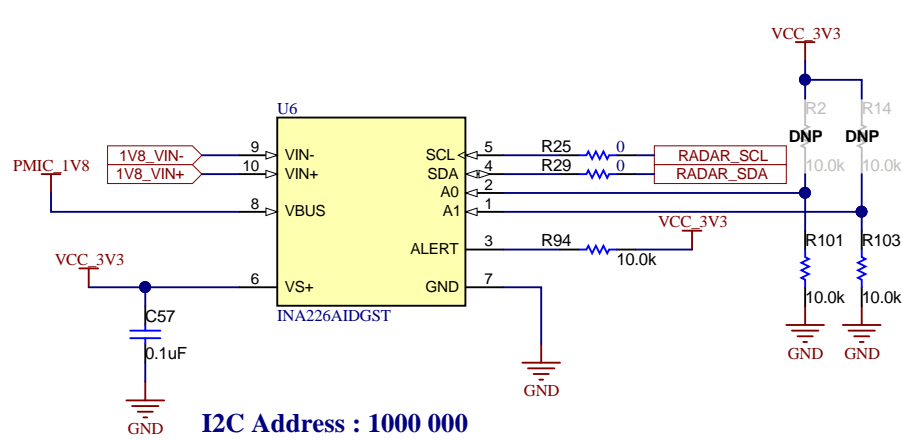 VCC_3V3
R2
R14
DNP
DNP
10.0k
10.0k
U6
1V8_VIN-
9
VIN-
SCL
5
R25
0
RADAR_SCL
PMIC_1V8
1V8_VIN+
10
VIN+
SDA
4
R29
0
RADAR_SDA
A0
2
8
VBUS
A1
1
VCC_3V3
R101
R103
ALERT
3
R94
10.0k
VCC_3V3
6
VS+
GND
7
10.0k
10.0k
C57
INA226AIDGST
0.1uF
GND
GND
GND
GND
I2C Address : 1000 000